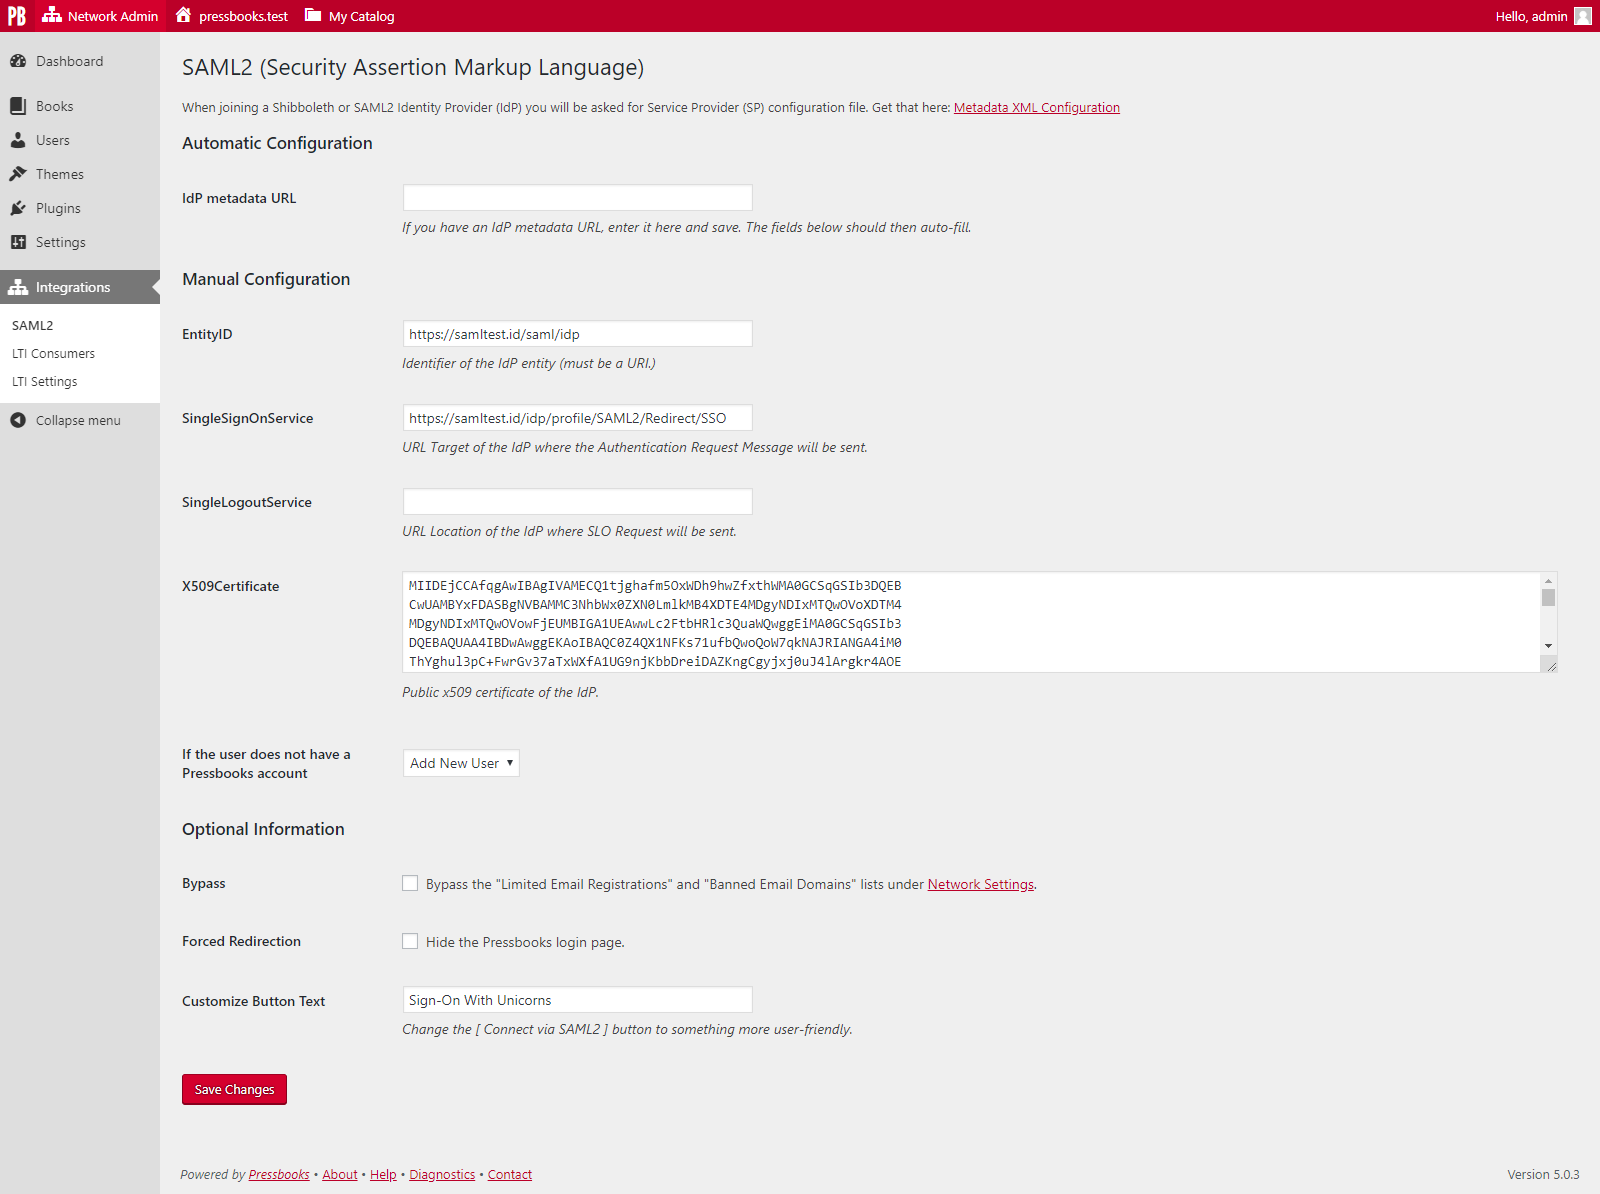 PB Network Admin pressbooks.test My Catalog Hello, admin
Dashboard
Books
Users
Themes
Plugins
Settings
Integrations
SAML2
LTI Consumers
LTI Settings
Collapse menu
SAML2 (Security Assertion Markup Language)
When joining a Shibboleth or SAML2 Identity Provider (IdP) you will be asked for Service Provider (SP) configuration file. Get that here: Metadata XML Configuration
Automatic Configuration
IdP metadata URL
If you have an IdP metadata URL, enter it here and save. The fields below should then auto-fill.
Manual Configuration
EntityID https://samltest.id/saml/idp
Identifier of the IdP entity (must be a URI.)
SingleSignOnService https://samltest.id/idp/profile/SAML2/Redirect/SSO
URL Target of the IdP where the Authentication Request Message will be sent.
SingleLogoutService
URL Location of the IdP where SLO Request will be sent.
X509Certificate
MIIDEjCCAfqgAwIBAgIVAMECQ1tjghafm5OxWDh9hwZfxthWMA0GCSqGSIb3DQEB
CwUAMBYxFDASBgNVBAMMC3NhbWx0ZXN0LmlkMB4XDTE4MDgyNDIxMTQwOVoXDTM4
MDgyNDIxMTQwOVowFjEUMBIGA1UEAwwLc2FtbHRlc3QuaWQwggEiMA0GCSqGSIb3
DQEBAQUAA4IBDwAwggEKAoIBAQC0Z4QX1NFKs71ufbQwoQoW7qkNAJRIANGA4iM0
ThYghul3pC+FwrGv37aTxWXfA1UG9njKbbDreiDAZKngCgyjxj0uJ4lArgkr4AOE
Public x509 certificate of the IdP.
If the user does not have a
Pressbooks account
Add New User
Optional Information
Bypass Bypass the "Limited Email Registrations" and "Banned Email Domains" lists under Network Settings.
Forced Redirection Hide the Pressbooks login page.
Customize Button Text Sign-On With Unicorns
Change the [ Connect via SAML2 ] button to something more user-friendly.
Save Changes
Powered by Pressbooks • About • Help • Diagnostics • Contact Version 5.0.3